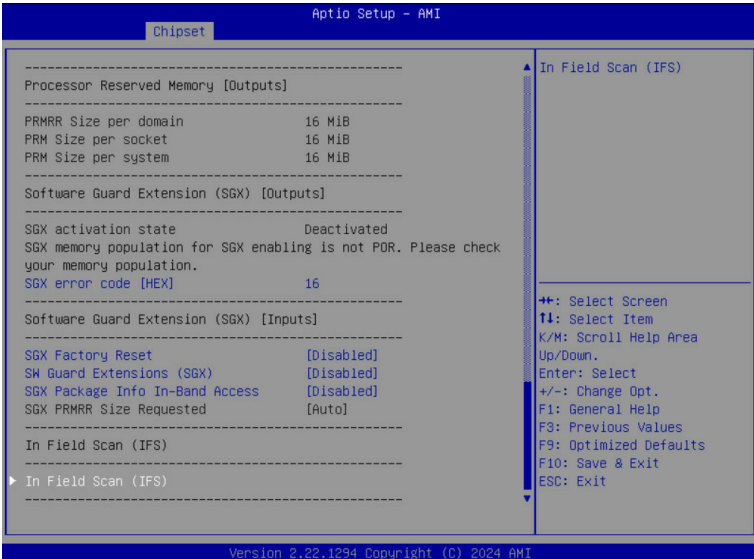 Aptio Setup – AMI
Chipset
------------------------------------------------
Processor Reserved Memory [Outputs]
------------------------------------------------
PRMRR Size per domain 16 MiB
PRM Size per socket 16 MiB
PRM Size per system 16 MiB
------------------------------------------------
Software Guard Extension (SGX) [Outputs]
------------------------------------------------
SGX activation state Deactivated
SGX memory population for SGX enabling is not POR. Please check
your memory population.
SGX error code [HEX] 16
------------------------------------------------
Software Guard Extension (SGX) [Inputs]
------------------------------------------------
SGX Factory Reset [Disabled]
SW Guard Extensions (SGX) [Disabled]
SGX Package Info In-Band Access [Disabled]
SGX PRMRR Size Requested [Auto]
------------------------------------------------
In Field Scan (IFS)
------------------------------------------------
In Field Scan (IFS)
------------------------------------------------
In Field Scan (IFS)
→←: Select Screen
↑↓: Select Item
K/M: Scroll Help Area
Up/Down.
Enter: Select
+/-: Change Opt.
F1: General Help
F3: Previous Values
F9: Optimized Defaults
F10: Save & Exit
ESC: Exit
Version 2.22.1294 Copyright (C) 2024 AMI